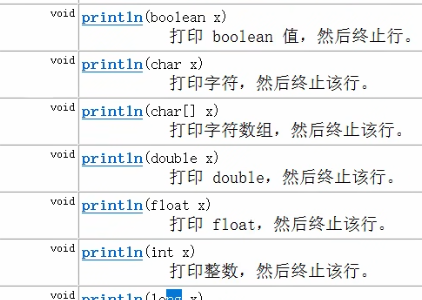 void println(boolean x)
打印 boolean 值，然后终止行。
void println(char x)
打印字符，然后终止该行。
void println(char[] x)
打印字符数组，然后终止该行。
void println(double x)
打印 double，然后终止该行。
void println(float x)
打印 float，然后终止该行。
void println(int x)
打印整数，然后终止该行。
void println(long x)